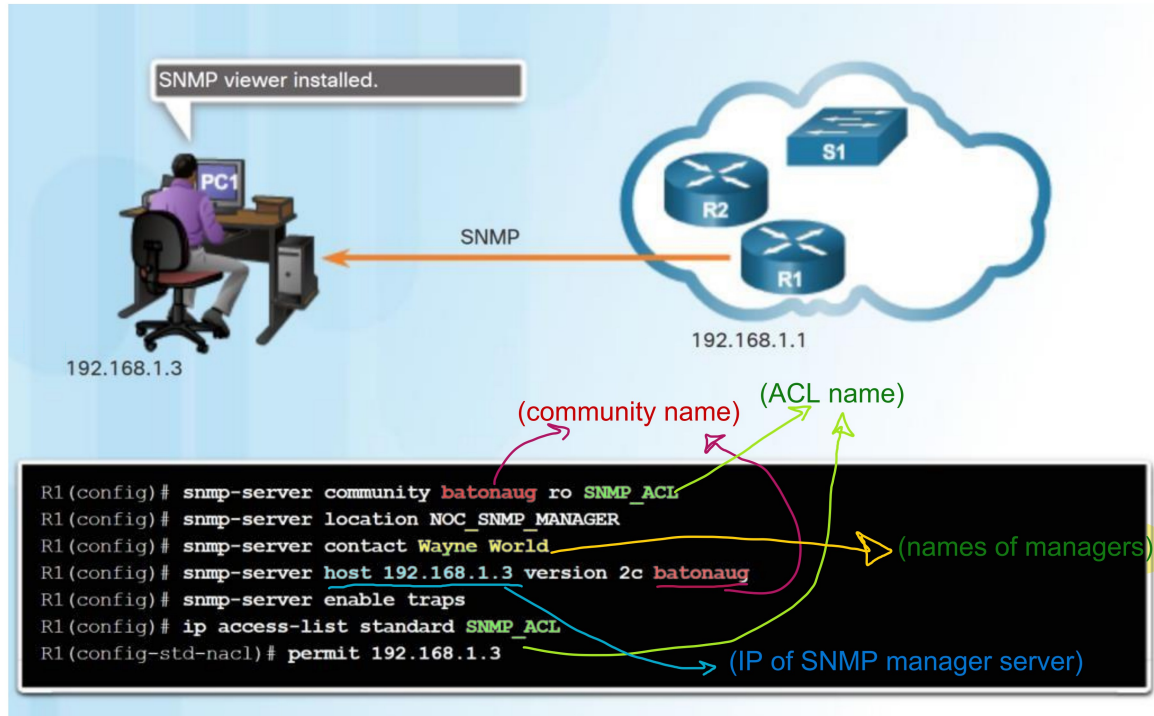 SNMP viewer installed.
PC1
S1
R2
SNMP
R1
192.168.1.1
192.168.1.3
(ACL name)
(community name)
R1(config)# snmp-server community batonaug ro SNMP_ACL
R1(config)# snmp-server location NOC_SNMP_MANAGER
R1(config)# snmp-server contact Wayne World
(names of managers)
R1(config)# snmp-server host 192.168.1.3 version 2c batonaug
R1(config)# snmp-server enable traps
R1(config)# ip access-list standard SNMP_ACL
R1(config-std-nacl)# permit 192.168.1.3
(IP of SNMP manager server)